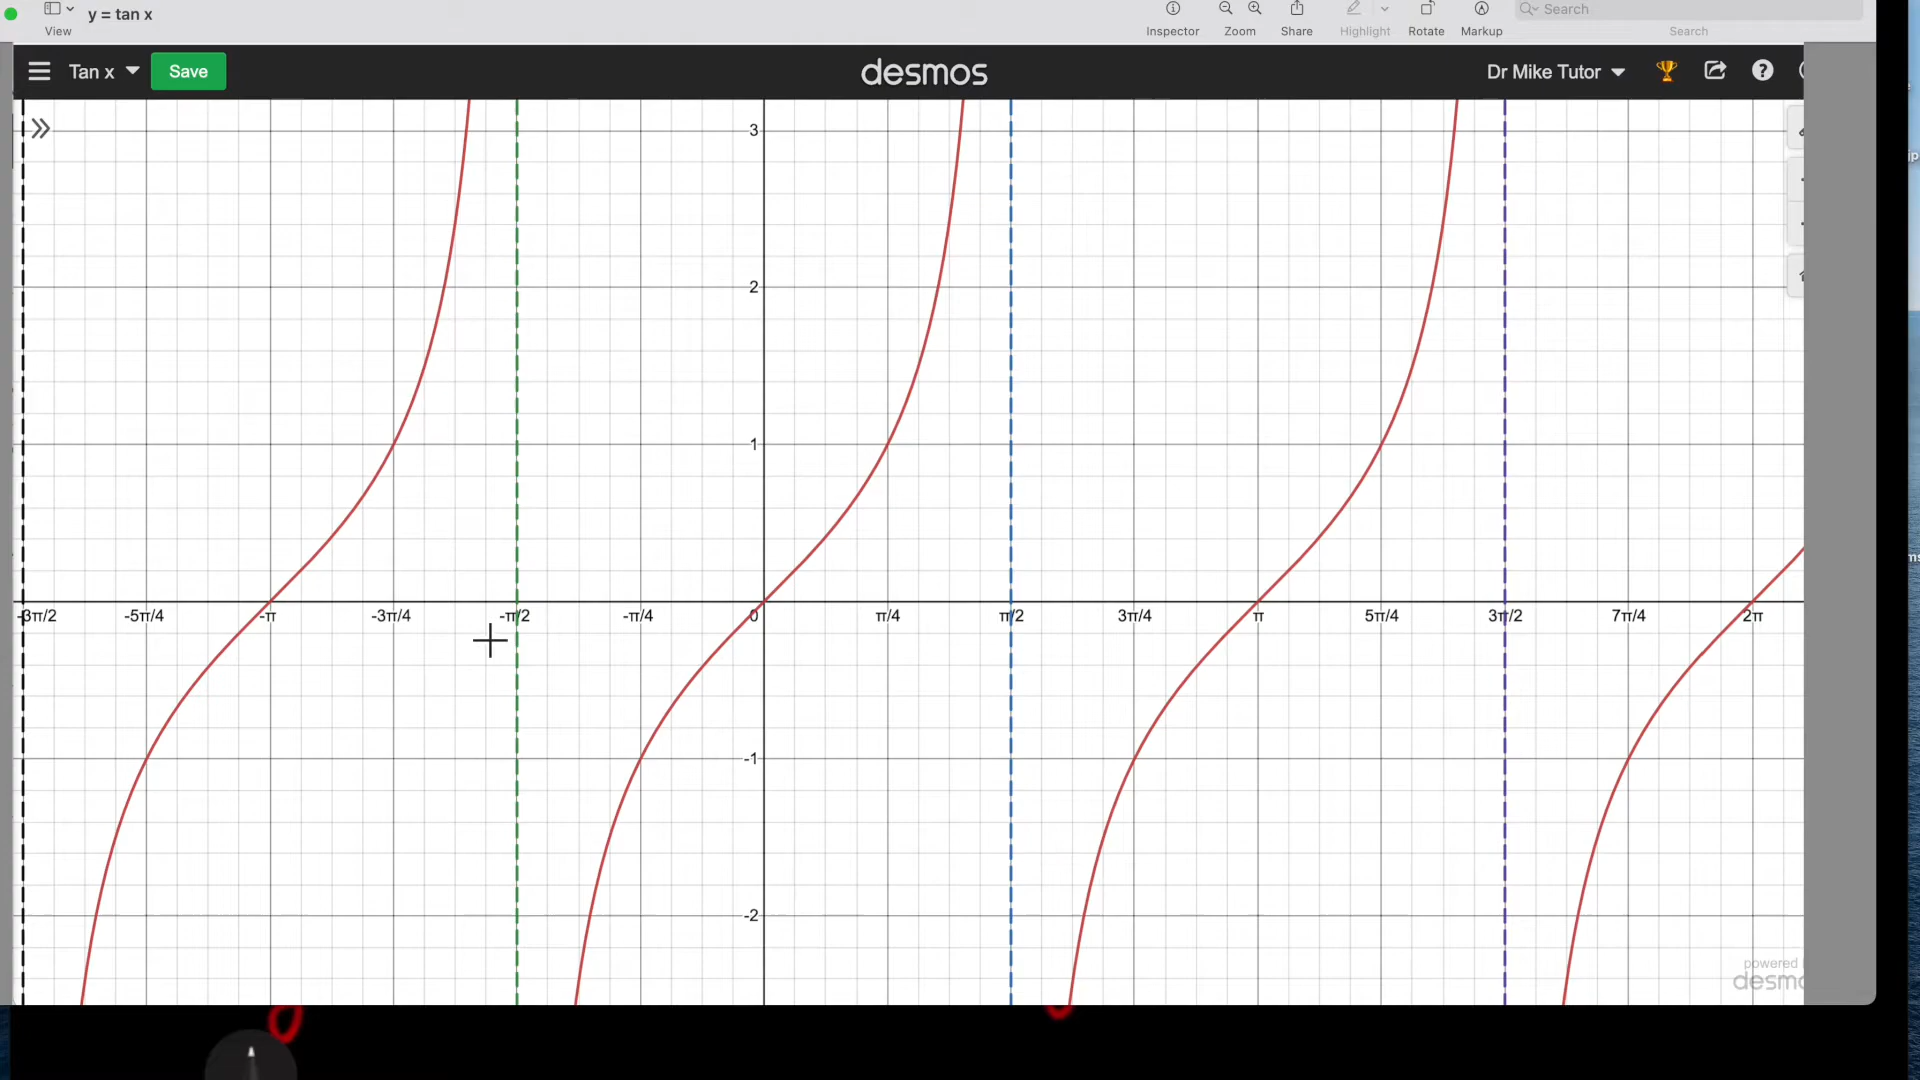 y = tan x
View
Inspector
Zoom
Share
Highlight
Rotate
Markup
Search
Search
Tan x
Save
desmos
Dr Mike Tutor
3
2
1
-3π/2
-5π/4
-π
-3π/4
-π/2
-π/4
0
π/4
π/2
3π/4
π
5π/4
3π/2
7π/4
2π
-1
-2
powered
desmo